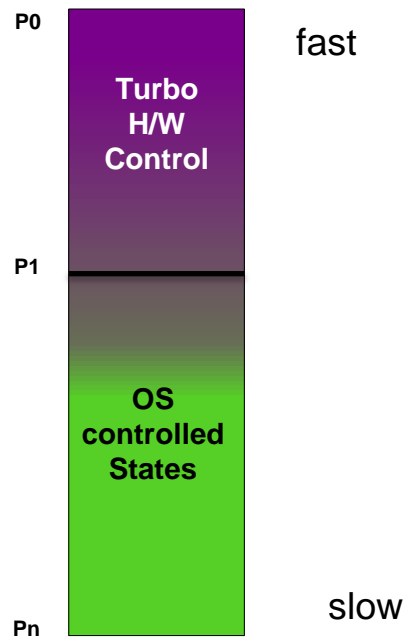 P0
fast
Turbo
H/W
Control
P1
OS
controlled
States
slow
Pn